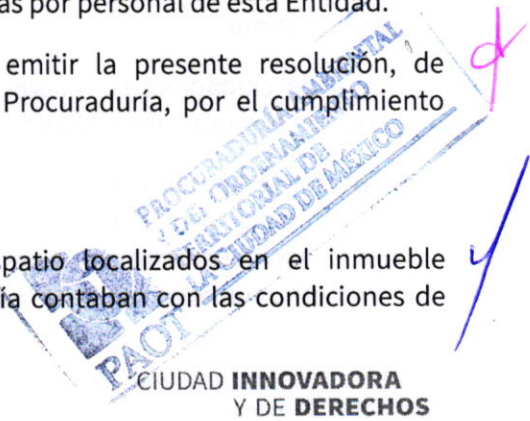 as por personal de esta Entidad.
emitir la presente resolución, de
Procuraduría, por el cumplimiento
PROCURADURÍA AMBIENTAL
Y DEL ORDENAMIENTO
TERRITORIAL DE
LA CIUDAD DE MÉXICO
PAOT
spatio localizados en el inmueble
ía contaban con las condiciones de
CIUDAD INNOVADORA
Y DE DERECHOS